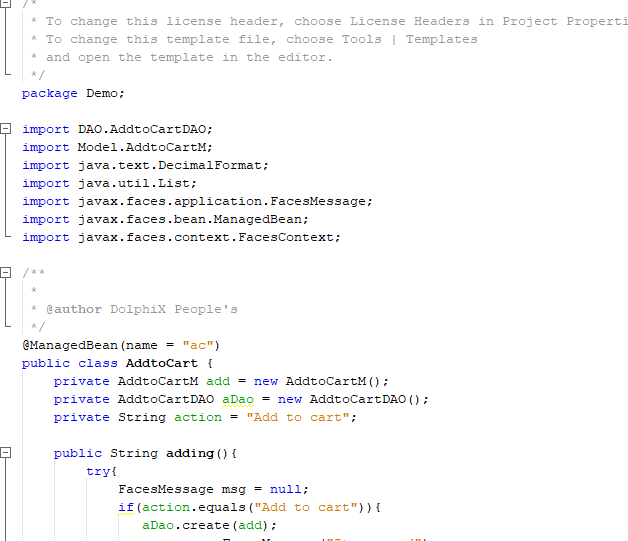 /*
* To change this license header, choose License Headers in Project Properti
* To change this template file, choose Tools | Templates
* and open the template in the editor.
*/
package Demo;
import DAO.AddtoCartDAO;
import Model.AddtoCartM;
import java.text.DecimalFormat;
import java.util.List;
import javax.faces.application.FacesMessage;
import javax.faces.bean.ManagedBean;
import javax.faces.context.FacesContext;
/**
*
* @author DolphiX People's
*/
@ManagedBean(name = "ac")
public class AddtoCart {
private AddtoCartM add = new AddtoCartM();
private AddtoCartDAO aDao = new AddtoCartDAO();
private String action = "Add to cart";
public String adding(){
try{
FacesMessage msg = null;
if(action.equals("Add to cart")){
aDao.create(add);